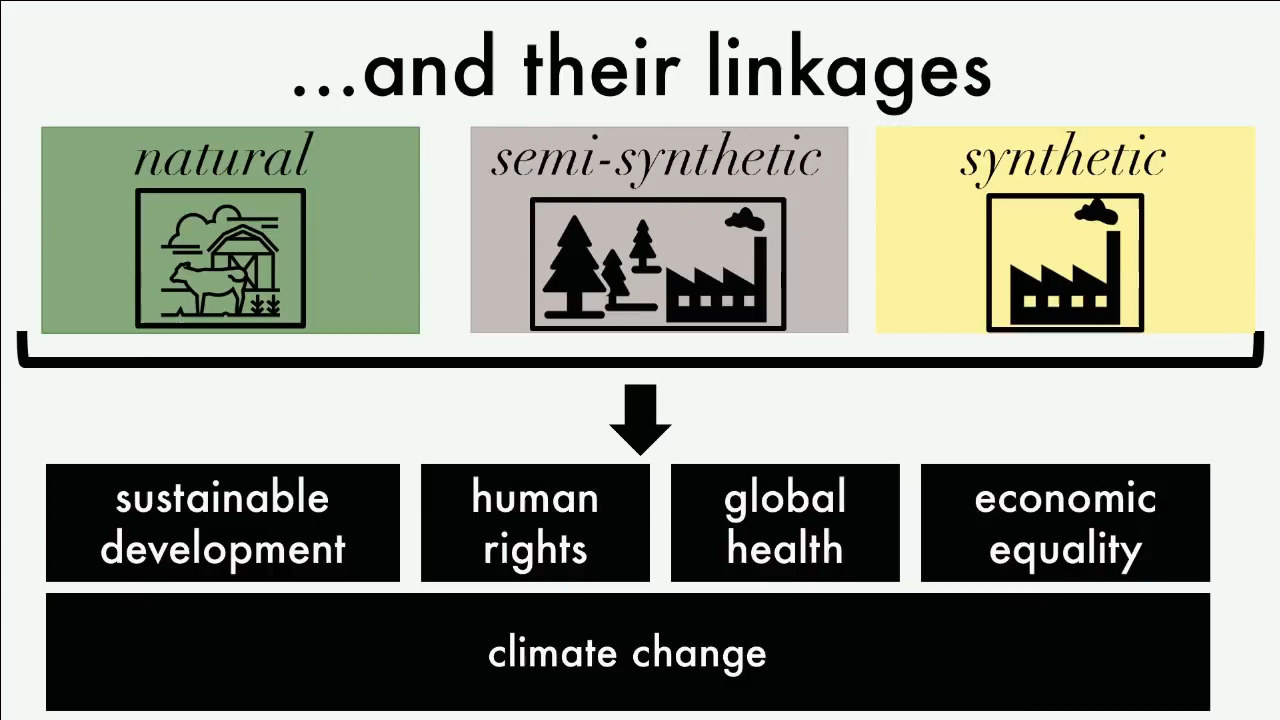 ...and their linkages
natural
semi-synthetic
synthetic
sustainable
development
human
rights
global
health
economic
equality
climate change